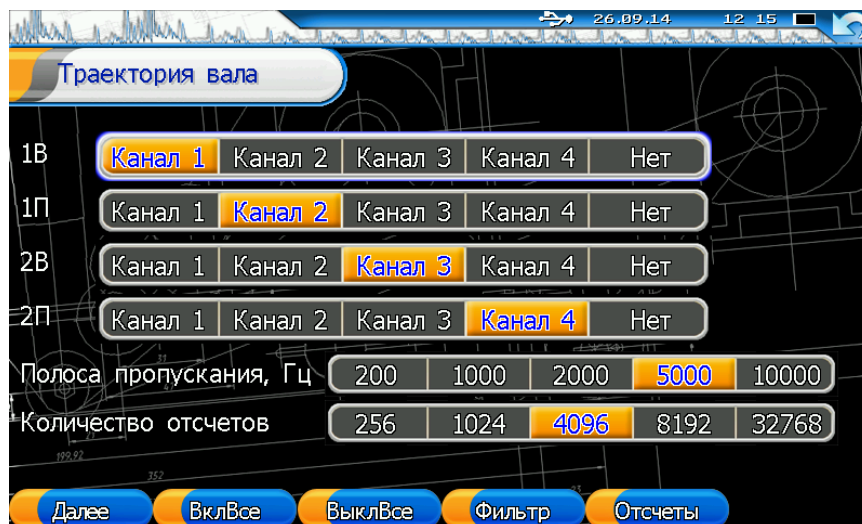 26.09.14 12 15
Траектория вала
1В Канал 1 Канал 2 Канал 3 Канал 4 Нет
1П Канал 1 Канал 2 Канал 3 Канал 4 Нет
2В Канал 1 Канал 2 Канал 3 Канал 4 Нет
2П Канал 1 Канал 2 Канал 3 Канал 4 Нет
Полоса пропускания, Гц 200 1000 2000 5000 10000
Количество отсчетов 256 1024 4096 8192 32768
199,92
352
Далее ВклВсе ВыклВсе Фильтр Отсчеты